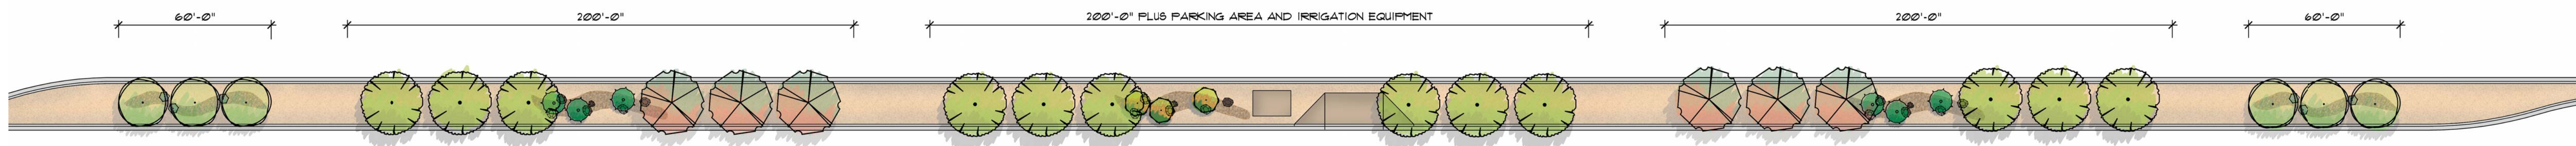 60'-0"
200'-0"
200'-0" PLUS PARKING AREA AND IRRIGATION EQUIPMENT
200'-0"
60'-0"